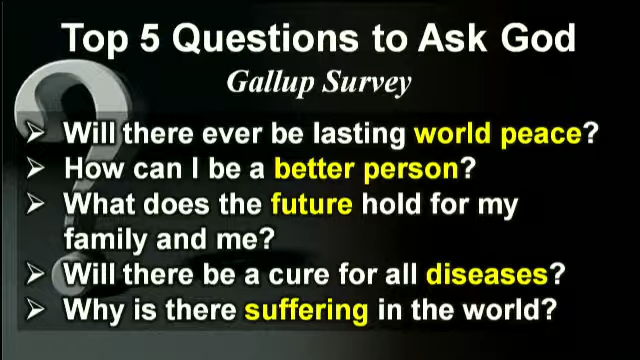 Top 5 Questions to Ask God
Gallup Survey
➢ Will there ever be lasting world peace?
➢ How can I be a better person?
➢ What does the future hold for my
family and me?
➢ Will there be a cure for all diseases?
➢ Why is there suffering in the world?